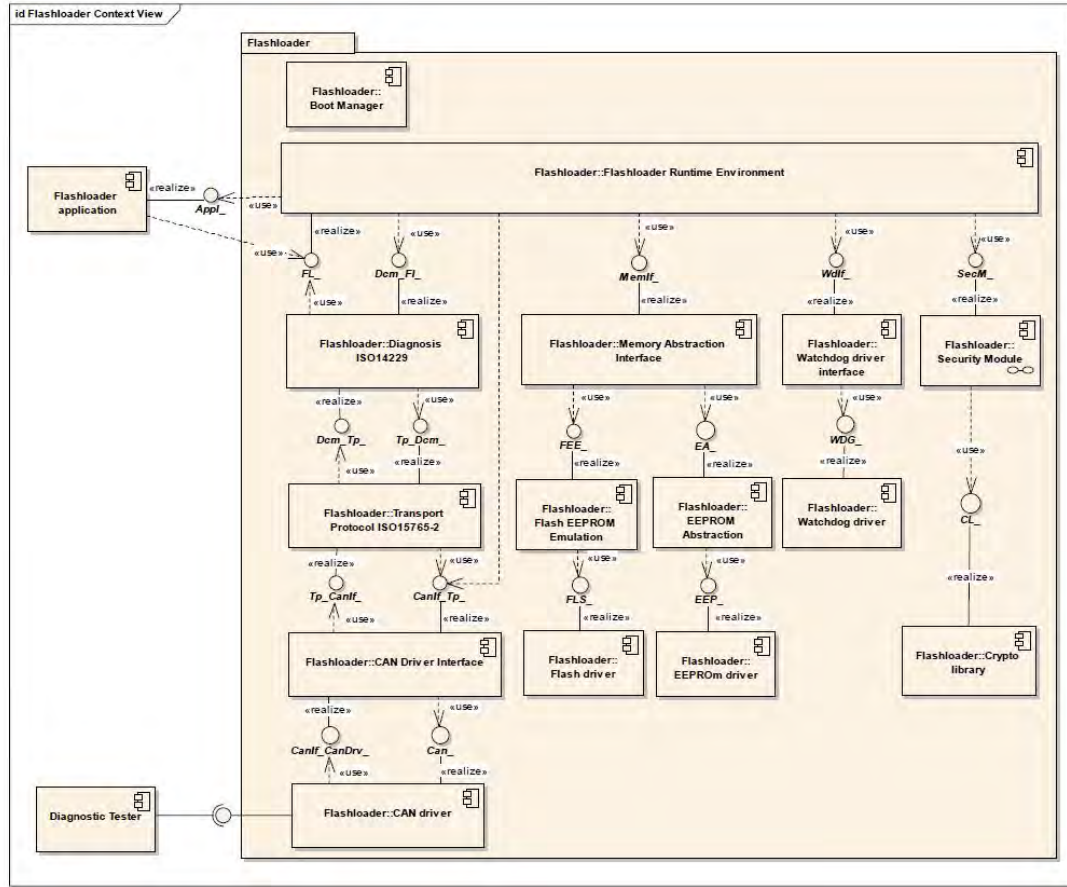 id Flashloader Context View
Flashloader
Flashloader::
Boot Manager
Flashloader::Flashloader Runtime Environment
Flashloader
application
«realize»
Appl_
«use»
«use»
«realize»
FL_
«use»
«use»
Dcm_Fl_
«realize»
«use»
MemIf_
«realize»
«use»
WdIf_
«realize»
«use»
SecM_
«realize»
Flashloader::Diagnosis
ISO14229
Flashloader::Memory Abstraction
Interface
Flashloader::
Watchdog driver
interface
Flashloader::
Security Module
«realize»
Dcm_Tp_
«use»
«use»
Tp_Dcm_
«realize»
«use»
FEE_
«realize»
«use»
EA_
«realize»
«use»
WDG_
«realize»
«use»
CL_
«realize»
Flashloader::Transport
Protocol ISO15765-2
Flashloader::
Flash EEPROM
Emulation
Flashloader::
EEPROM
Abstraction
Flashloader::
Watchdog driver
«realize»
Tp_CanIf_
«use»
«use»
CanIf_Tp_
«realize»
«use»
FLS_
«realize»
«use»
EEP_
«realize»
Flashloader::CAN Driver Interface
Flashloader::
Flash driver
Flashloader::
EEPROm driver
Flashloader::Crypto
library
«realize»
CanIf_CanDrv_
«use»
«use»
Can_
«realize»
Diagnostic Tester
Flashloader::CAN driver